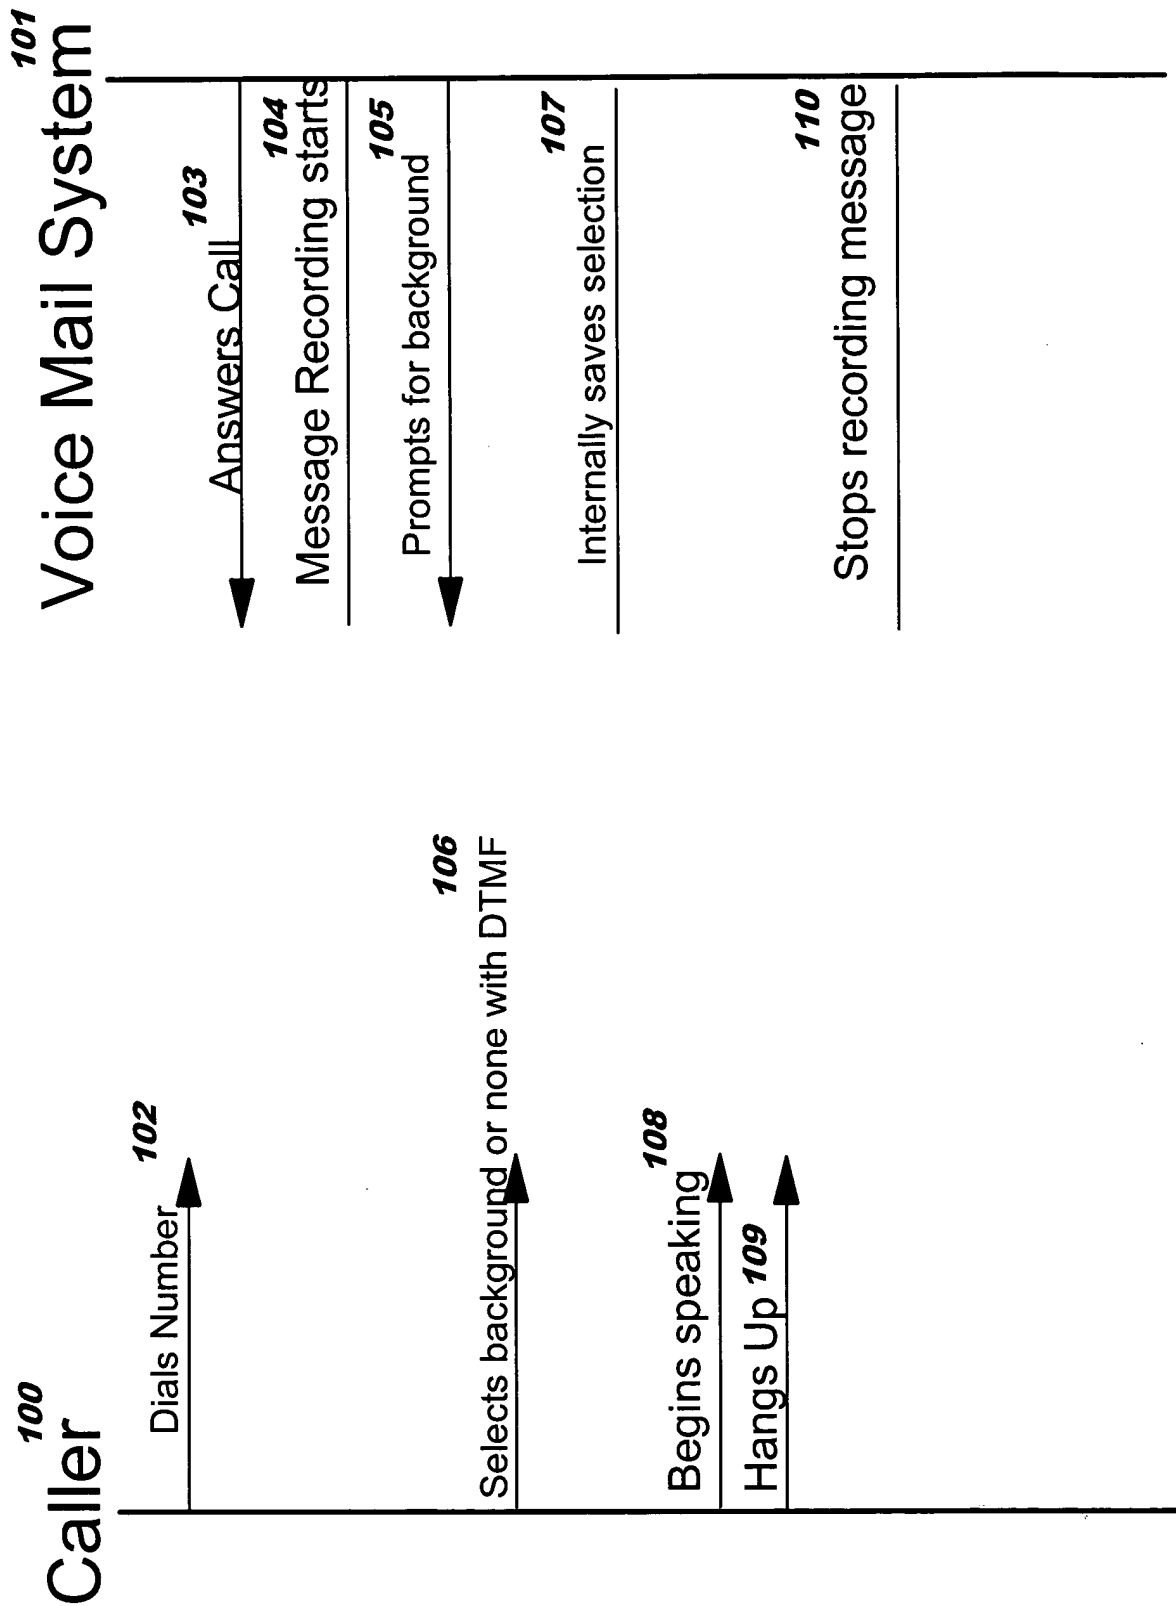 Caller
100
Voice Mail System
101
Dials Number
102
Answers Call
103
Message Recording starts
104
Prompts for background
105
Selects background or none with DTMF
106
Internally saves selection
107
Begins speaking
108
Hangs Up 109
Stops recording message
110